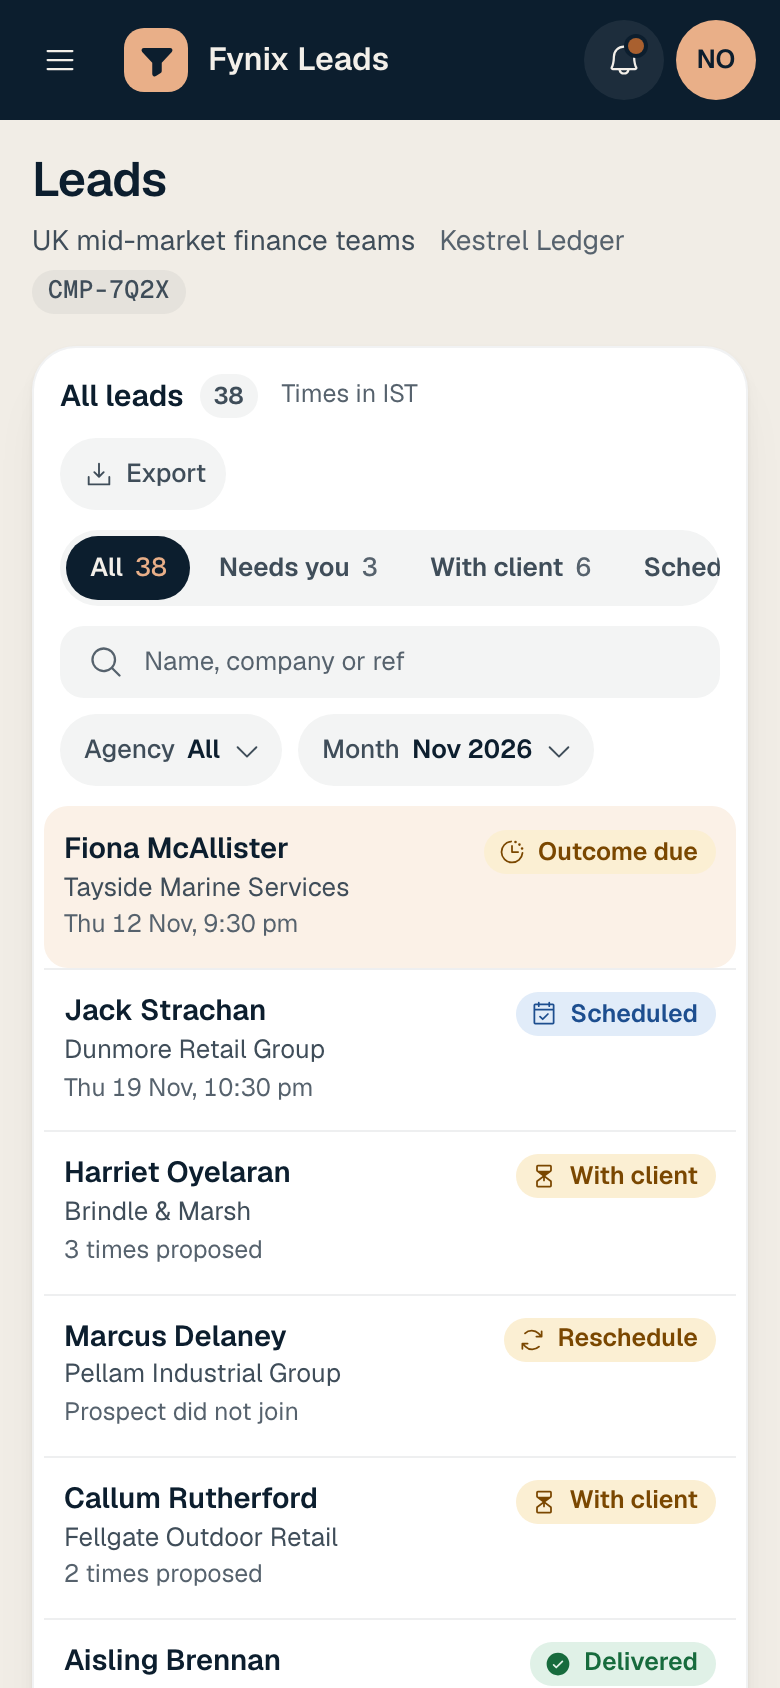 Fynix Leads
NO
Leads
UK mid-market finance teams Kestrel Ledger
CMP-7Q2X
All leads 38 Times in IST
Export
All 38 Needs you 3 With client 6 Sched
Name, company or ref
Agency All Month Nov 2026
Fiona McAllister Outcome due
Tayside Marine Services
Thu 12 Nov, 9:30 pm
Jack Strachan Scheduled
Dunmore Retail Group
Thu 19 Nov, 10:30 pm
Harriet Oyelaran With client
Brindle & Marsh
3 times proposed
Marcus Delaney Reschedule
Pellam Industrial Group
Prospect did not join
Callum Rutherford With client
Fellgate Outdoor Retail
2 times proposed
Aisling Brennan Delivered